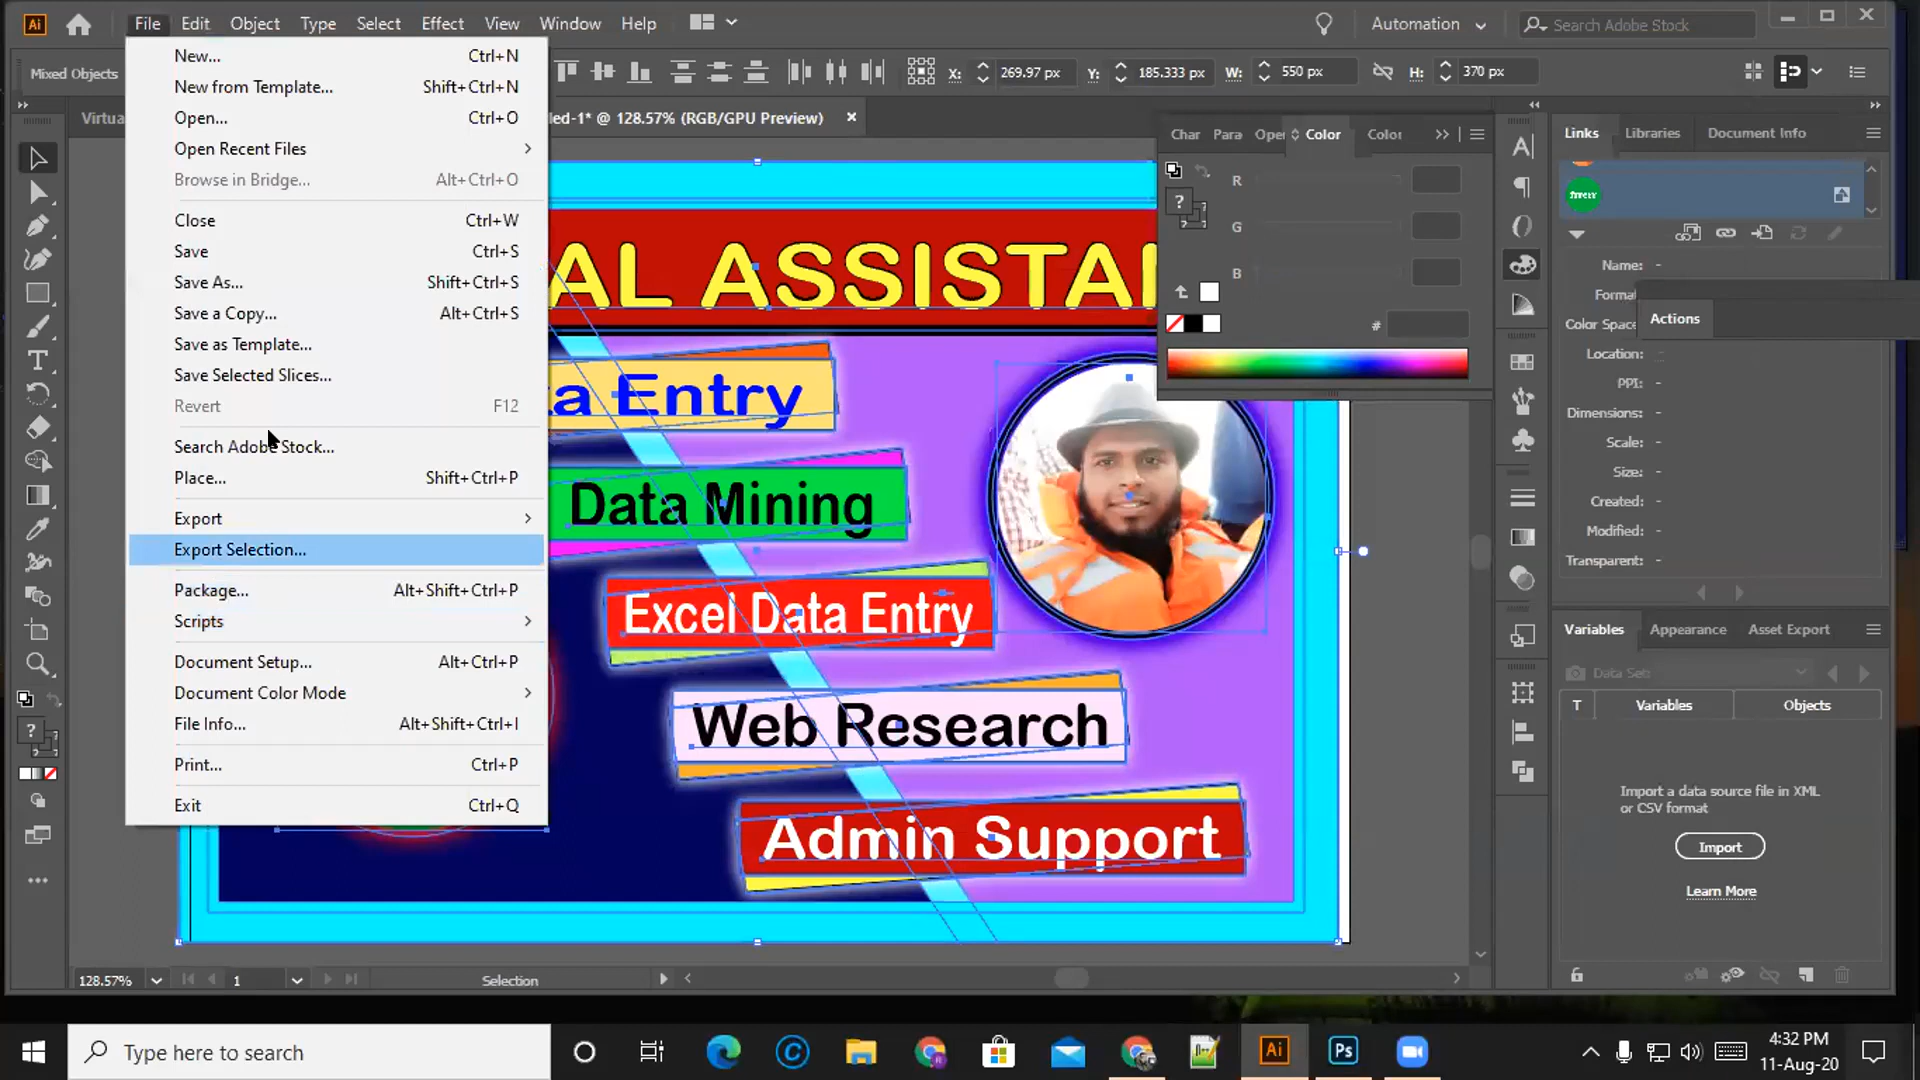 Ai File Edit Object Type Select Effect View Window Help Automation Search Adobe Stock
Mixed Objects X: 269.97 px Y: 185.333 px W: 550 px H: 370 px
Virtua led-1* @ 128.57% (RGB/GPU Preview)
New... Ctrl+N
New from Template... Shift+Ctrl+N
Open... Ctrl+O
Open Recent Files
Browse in Bridge... Alt+Ctrl+O
Close Ctrl+W
Save Ctrl+S
Save As... Shift+Ctrl+S
Save a Copy... Alt+Ctrl+S
Save as Template...
Save Selected Slices...
Revert F12
Search Adobe Stock...
Place... Shift+Ctrl+P
Export
Export Selection...
Package... Alt+Shift+Ctrl+P
Scripts
Document Setup... Alt+Ctrl+P
Document Color Mode
File Info... Alt+Shift+Ctrl+I
Print... Ctrl+P
Exit Ctrl+Q
AL ASSISTAN
ta Entry
Data Mining
Excel Data Entry
Web Research
Admin Support
Char Para Ope Color Color
R
G
B
#
Links Libraries Document Info
fiverr
Name: -
Format
Color Space
Actions
Location: -
PPI: -
Dimensions: -
Scale: -
Size: -
Created: -
Modified: -
Transparent: -
Variables Appearance Asset Export
Data Set:
T Variables Objects
Import a data source file in XML
or CSV format
Import
Learn More
128.57% 1 Selection
Type here to search
Ai Ps
4:32 PM
11-Aug-20